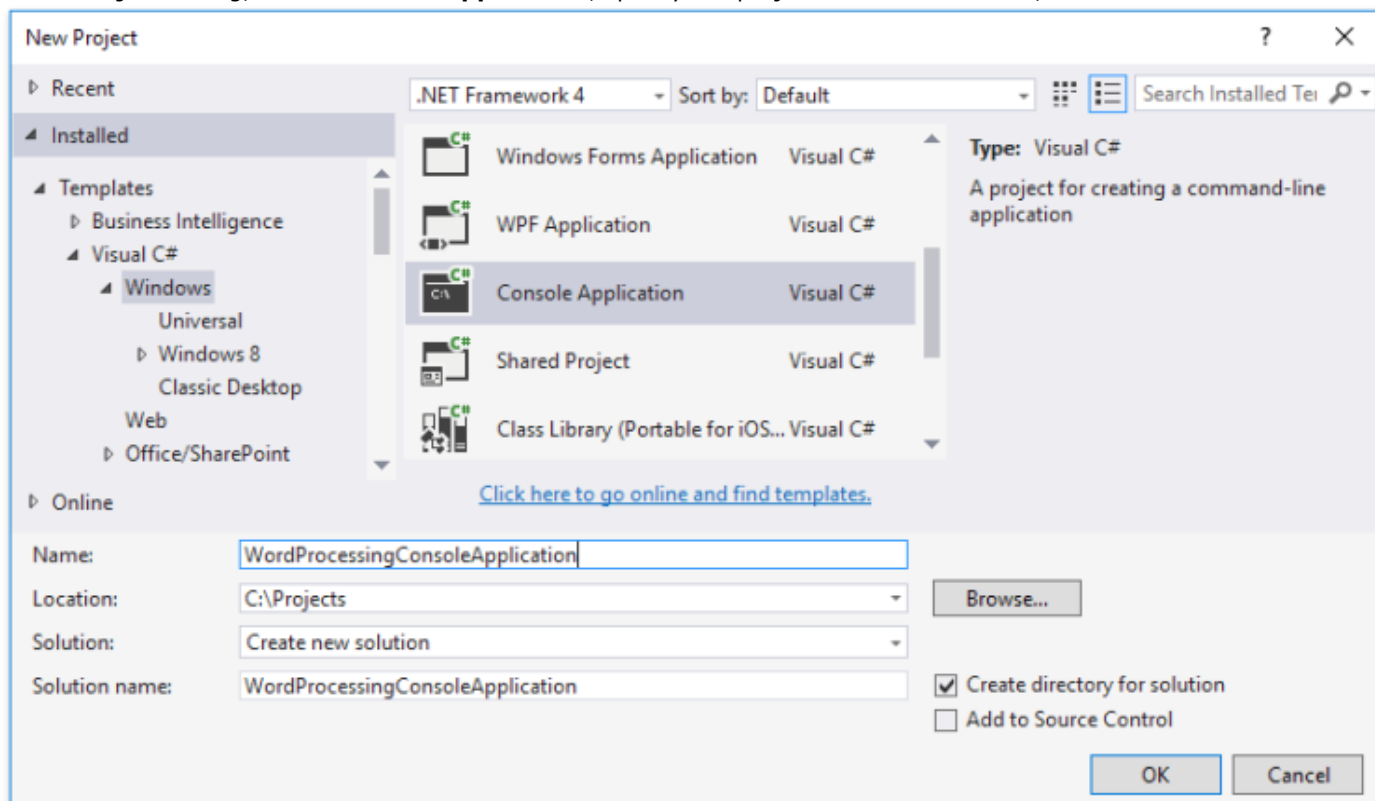 New Project ?
Recent
.NET Framework 4 Sort by: Default Search Installed Te
Installed
Templates
Business Intelligence
Visual C#
Windows
Universal
Windows 8
Classic Desktop
Web
Office/SharePoint
Online
C# Windows Forms Application Visual C#
C# WPF Application Visual C#
C# C:\ Console Application Visual C#
C# Shared Project Visual C#
C# Class Library (Portable for iOS... Visual C#
Click here to go online and find templates.
Type: Visual C#
A project for creating a command-line
application
Name: WordProcessingConsoleApplication
Location: C:\Projects Browse...
Solution: Create new solution
Solution name: WordProcessingConsoleApplication
Create directory for solution
Add to Source Control
OK Cancel